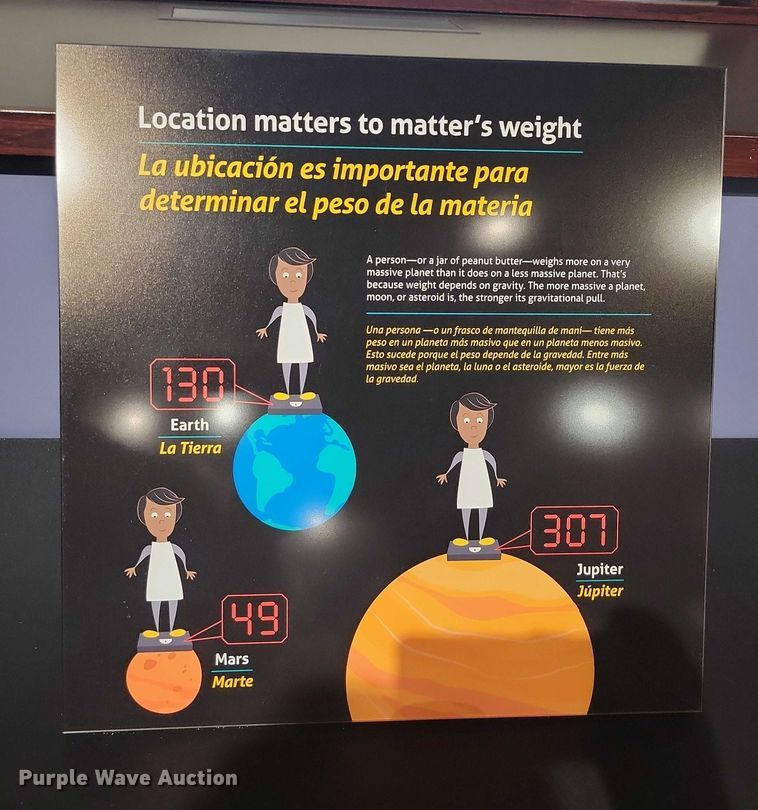 Location matters to matter's weight
La ubicación es importante para
determinar el peso de la materia
A person—or a jar of peanut butter—weighs more on a very
massive planet than it does on a less massive planet. That's
because weight depends on gravity. The more massive a planet,
moon, or asteroid is, the stronger its gravitational pull.
Una persona —o un frasco de mantequilla de maní— tiene más
peso en un planeta más masivo que en un planeta menos masivo.
Esto sucede porque el peso depende de la gravedad. Entre más
masivo sea el planeta, la luna o el asteroide, mayor es la fuerza de
la gravedad.
130
Earth
La Tierra
307
Jupiter
Júpiter
49
Mars
Marte
Purple Wave Auction